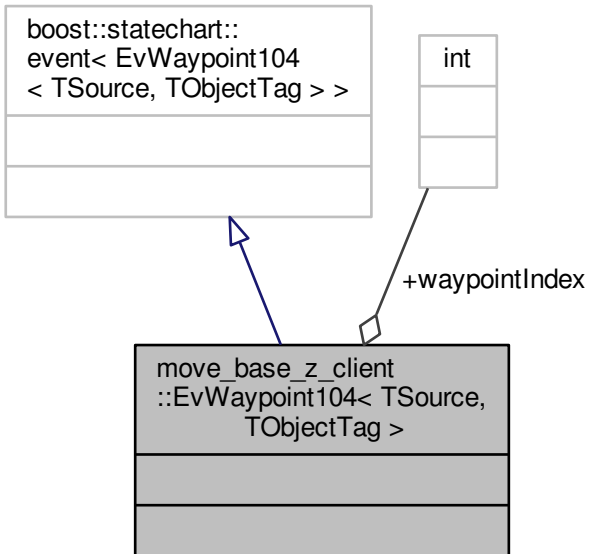 boost::statechart::
event< EvWaypoint104
< TSource, TObjectTag > >
int
+waypointIndex
move_base_z_client
::EvWaypoint104< TSource,
TObjectTag >